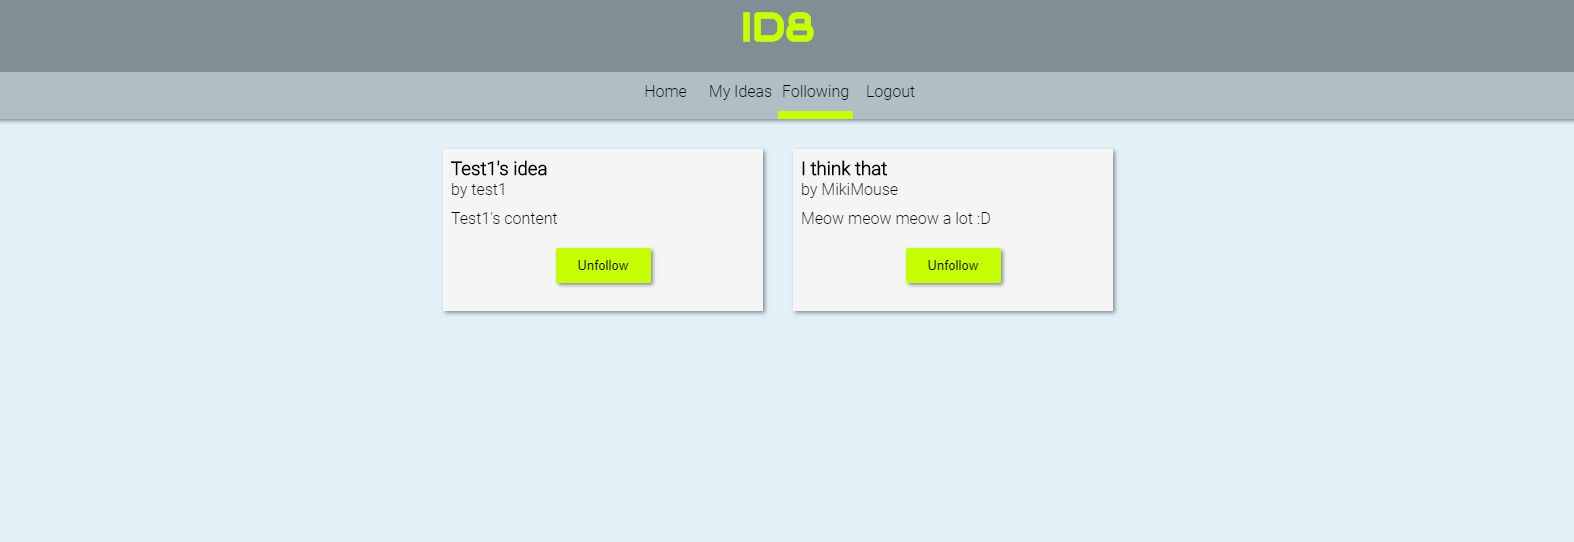 ID8
Home My Ideas Following Logout
Test1's idea
by test1
Test1's content
Unfollow
I think that
by MikiMouse
Meow meow meow a lot :D
Unfollow